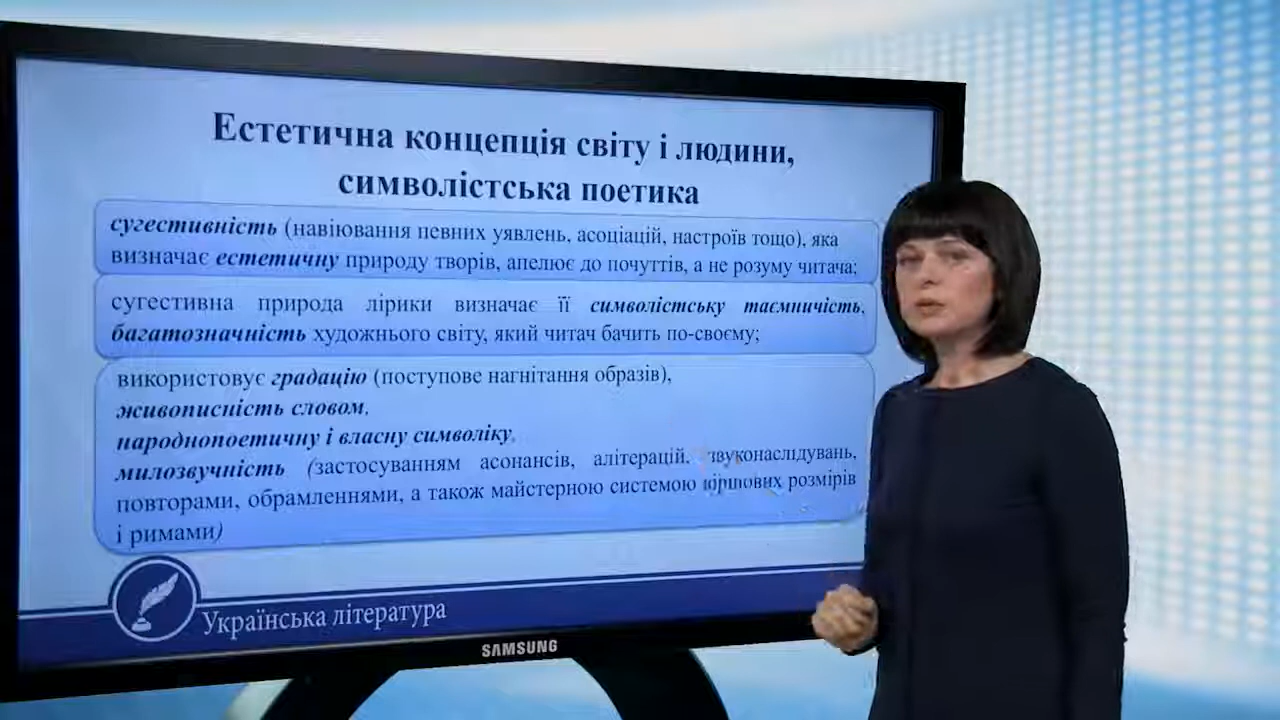 Естетична концепція світу і людини,
символістська поетика
сугестивність (навіювання певних уявлень, асоціацій, настроїв тощо), яка
визначає естетичну природу творів, апелює до почуттів, а не розуму читача;
сугестивна природа лірики визначає її символістську таємничість,
багатозначність художнього світу, який читач бачить по-своєму;
використовує градацію (поступове нагнітання образів),
живописність словом,
народнопоетичну і власну символіку,
милозвучність (застосуванням асонансів, алітерацій, звуконаслідувань,
повторами, обрамленнями, а також майстерною системою віршових розмірів
і римами)
Українська література
SAMSUNG